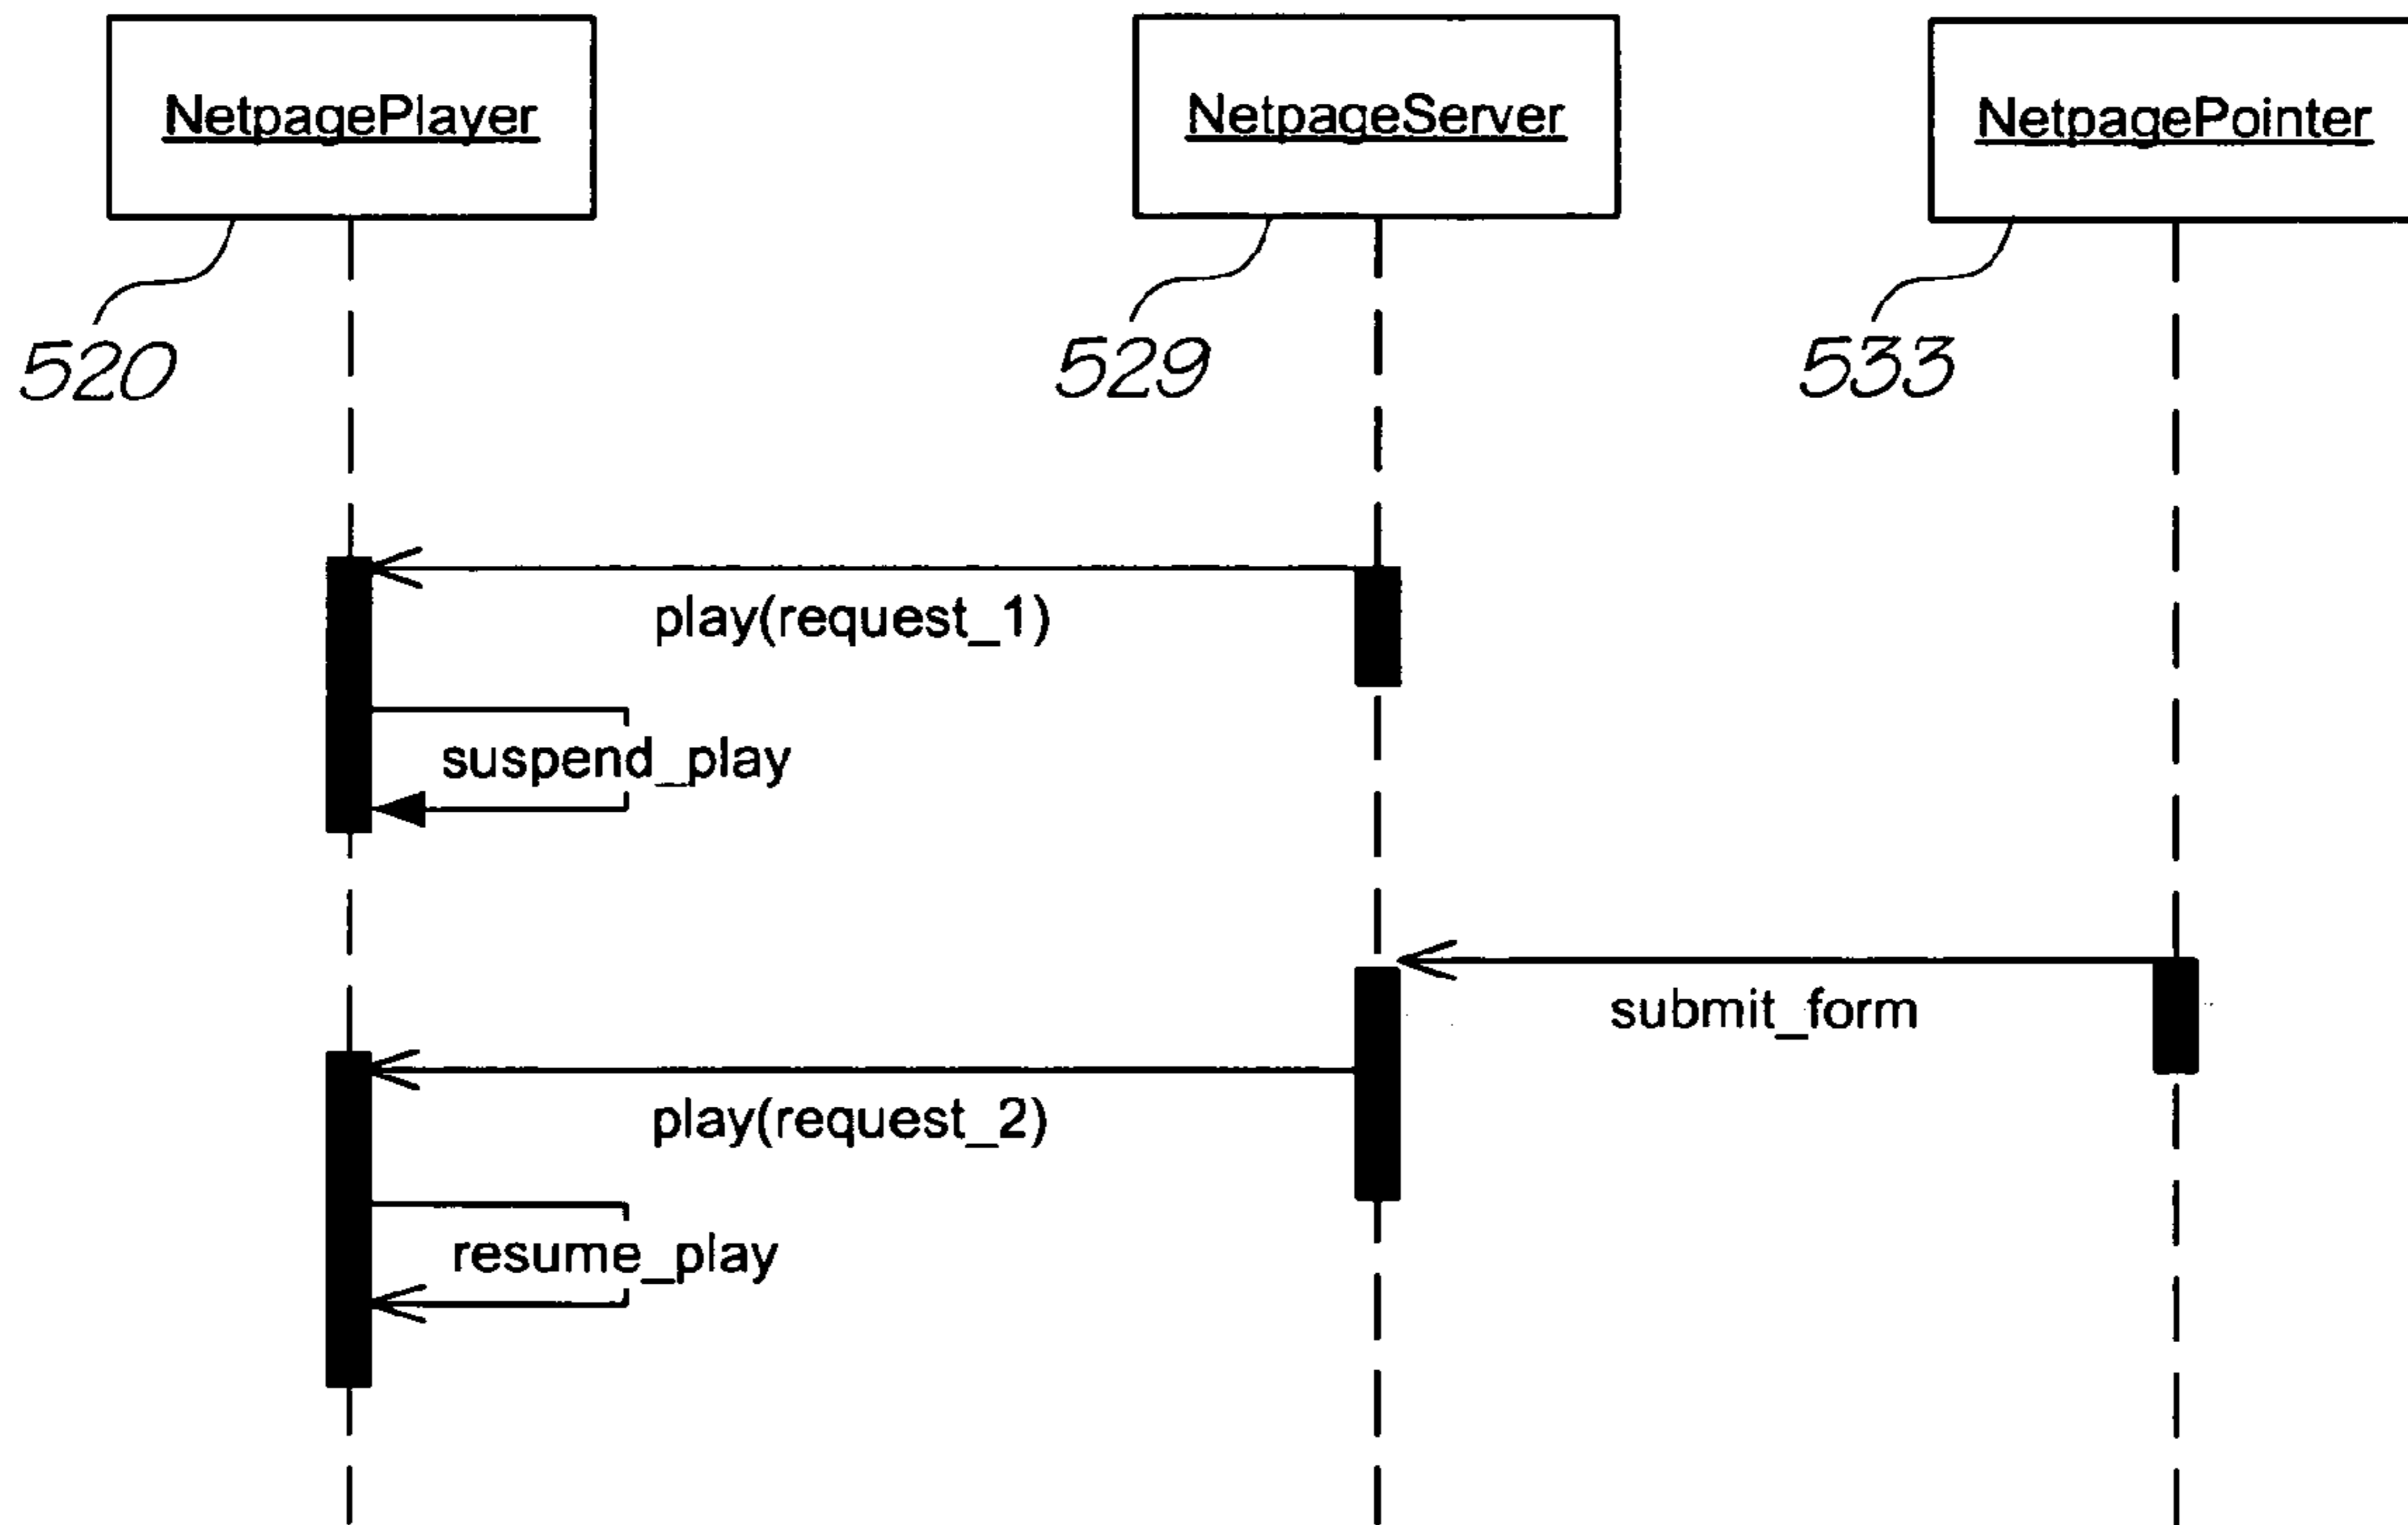 NetpagePlayer
NetpageServer
NetpagePointer
520
529
533
play(request_1)
suspend_play
submit_form
play(request_2)
resume_play